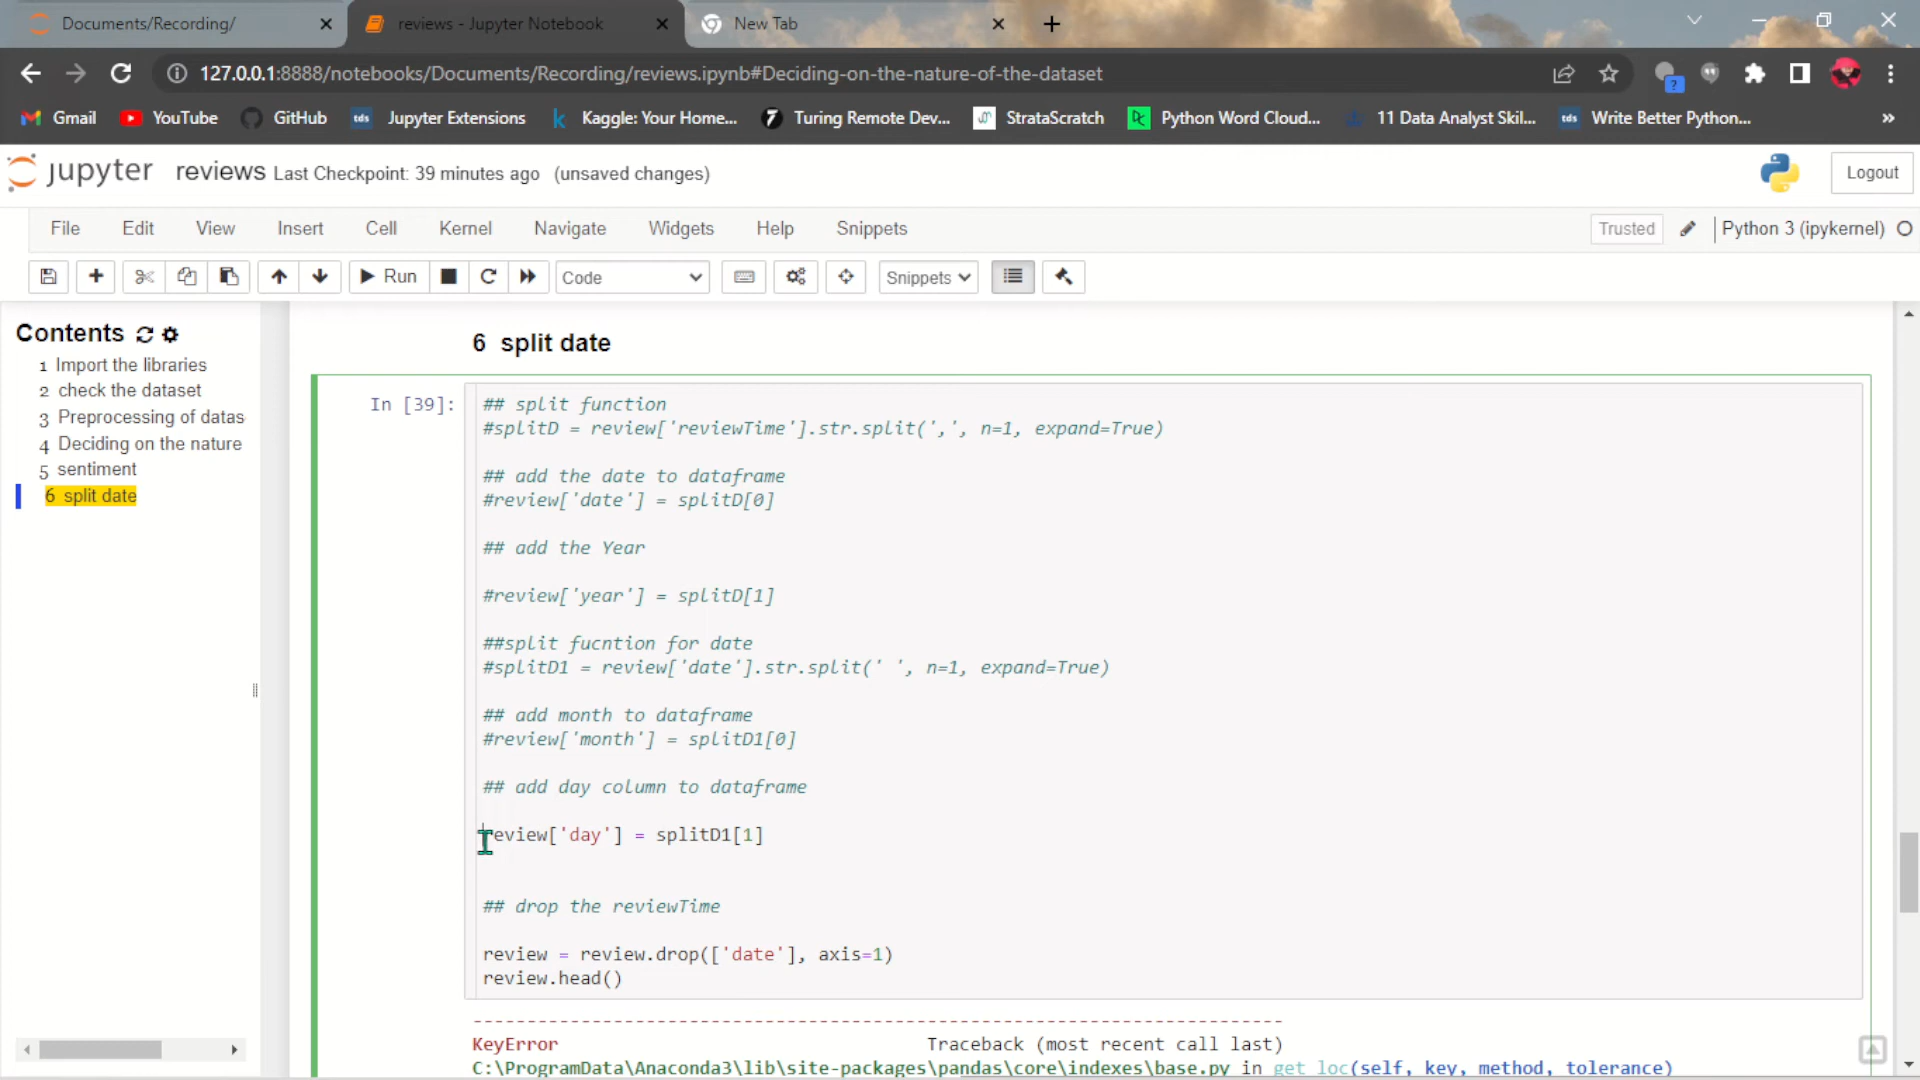 Documents/Recording/
reviews - Jupyter Notebook
New Tab
127.0.0.1:8888/notebooks/Documents/Recording/reviews.ipynb#Deciding-on-the-nature-of-the-dataset
Gmail
YouTube
GitHub
tds Jupyter Extensions
k Kaggle: Your Home...
Turing Remote Dev...
StrataScratch
Python Word Cloud...
11 Data Analyst Skil...
tds Write Better Python...
»
jupyter reviews Last Checkpoint: 39 minutes ago (unsaved changes)
Logout
File Edit View Insert Cell Kernel Navigate Widgets Help Snippets
Trusted
Python 3 (ipykernel)
Run
Code
Snippets
Contents
1 Import the libraries
2 check the dataset
3 Preprocessing of datas
4 Deciding on the nature
5 sentiment
6 split date
6 split date
In [39]:
## split function
#splitD = review['reviewTime'].str.split(',', n=1, expand=True)
## add the date to dataframe
#review['date'] = splitD[0]
## add the Year
#review['year'] = splitD[1]
##split fucntion for date
#splitD1 = review['date'].str.split(' ', n=1, expand=True)
## add month to dataframe
#review['month'] = splitD1[0]
## add day column to dataframe
review['day'] = splitD1[1]
## drop the reviewTime
review = review.drop(['date'], axis=1)
review.head()
---------------------------------------------------------------------------
KeyError Traceback (most recent call last)
C:\ProgramData\Anaconda3\lib\site-packages\pandas\core\indexes\base.py in get_loc(self, key, method, tolerance)